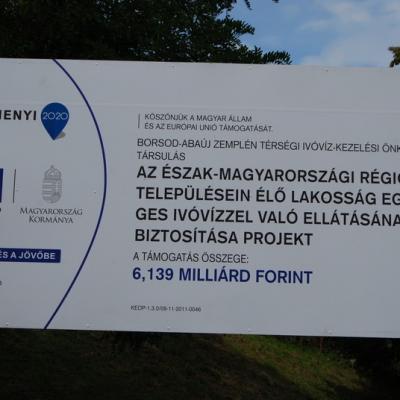 HENYI 2020
KÖSZÖNJÜK A MAGYAR ÁLLAM
ÉS AZ EURÓPAI UNIÓ TÁMOGATÁSÁT.
BORSOD-ABAÚJ ZEMPLÉN TÉRSÉGI IVÓVÍZ-KEZELÉSI ÖNK
TÁRSULÁS
AZ ÉSZAK-MAGYARORSZÁGI RÉGIÓ
TELEPÜLÉSEIN ÉLŐ LAKOSSÁG EG
GES IVÓVÍZZEL VALÓ ELLÁTÁSÁNA
BIZTOSÍTÁSA PROJEKT
A TÁMOGATÁS ÖSSZEGE:
6,139 MILLIÁRD FORINT
KEOP-1.3.0/09-11-2011-0046
MAGYARORSZÁG
KORMÁNYA
ÉS A JÖVŐBE